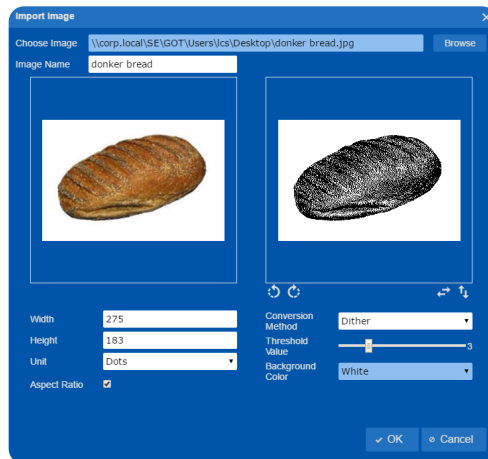 Import Image
Choose Image \\corp.local\SE\GOT\Users\lcs\Desktop\donker bread.jpg Browse
Image Name donker bread
Width 275
Height 183
Unit Dots
Aspect Ratio
Conversion Method Dither
Threshold Value 3
Background Color White
OK Cancel